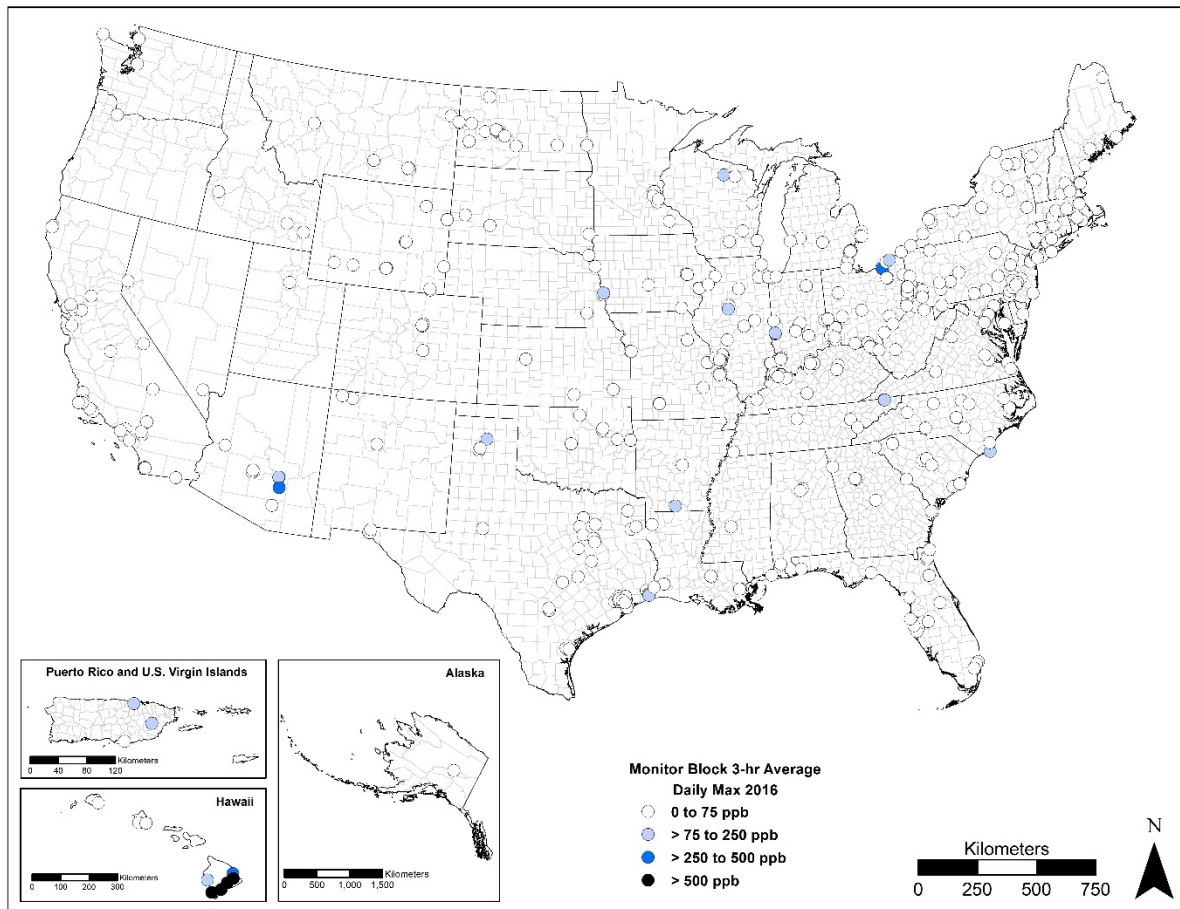 Puerto Rico and U.S. Virgin Islands
Kilometers
0 40 80 120
Alaska
Kilometers
0 500 1,000 1,500
Hawaii
Kilometers
0 100 200 300
Monitor Block 3-hr Average
Daily Max 2016
0 to 75 ppb
> 75 to 250 ppb
> 250 to 500 ppb
> 500 ppb
Kilometers
0 250 500 750
N